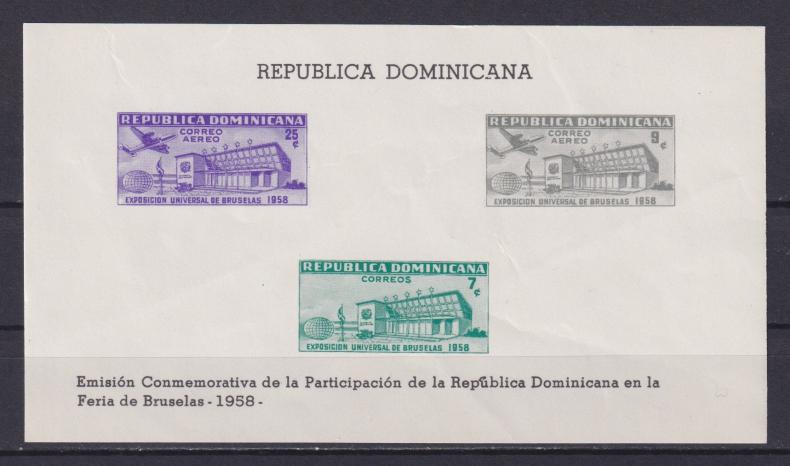 REPUBLICA DOMINICANA
REPUBLICA DOMINICANA
CORREO
AEREO
25
¢
EXPOSICION UNIVERSAL DE BRUSELAS 1958
REPUBLICA DOMINICANA
CORREO
AEREO
9
¢
EXPOSICION UNIVERSAL DE BRUSELAS 1958
REPUBLICA DOMINICANA
CORREOS
7
¢
EXPOSICION UNIVERSAL DE BRUSELAS 1958
Emisión Conmemorativa de la Participación de la República Dominicana en la
Feria de Bruselas - 1958 -